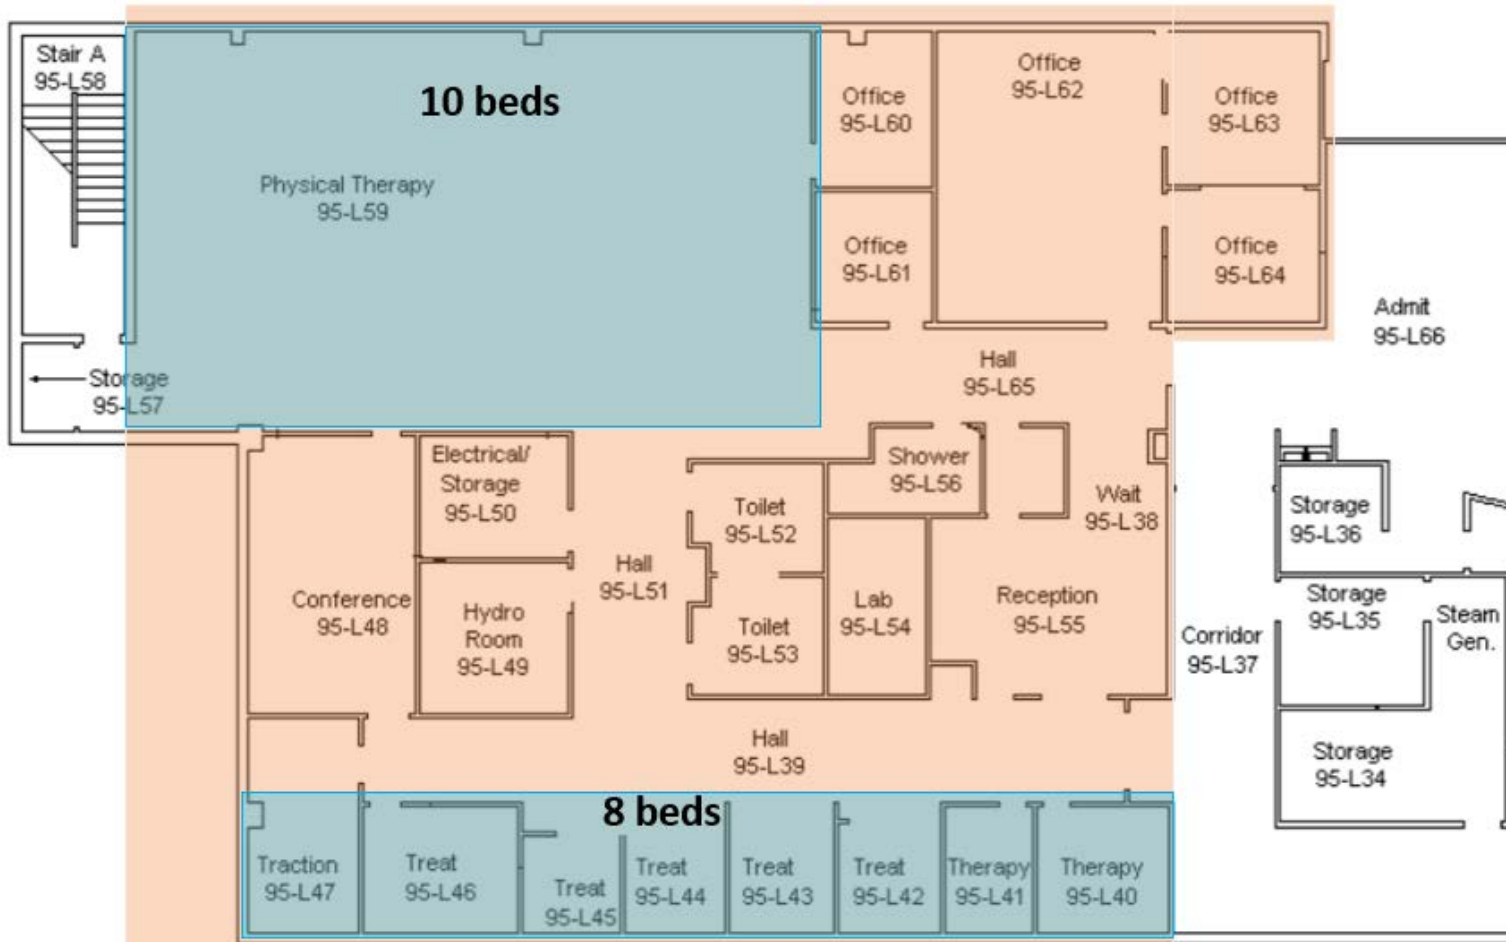 Stair A
95-L58
10 beds
Physical Therapy
95-L59
Office
95-L60
Office
95-L62
Office
95-L63
Office
95-L61
Office
95-L64
Admit
95-L66
Storage
95-L57
Hall
95-L65
Electrical/
Storage
95-L50
Shower
95-L56
Toilet
95-L52
Wait
95-L38
Storage
95-L36
Conference
95-L48
Hydro
Room
95-L49
Hall
95-L51
Toilet
95-L53
Lab
95-L54
Reception
95-L55
Corridor
95-L37
Storage
95-L35
Steam
Gen.
Hall
95-L39
Storage
95-L34
8 beds
Traction
95-L47
Treat
95-L46
Treat
95-L45
Treat
95-L44
Treat
95-L43
Treat
95-L42
Therapy
95-L41
Therapy
95-L40